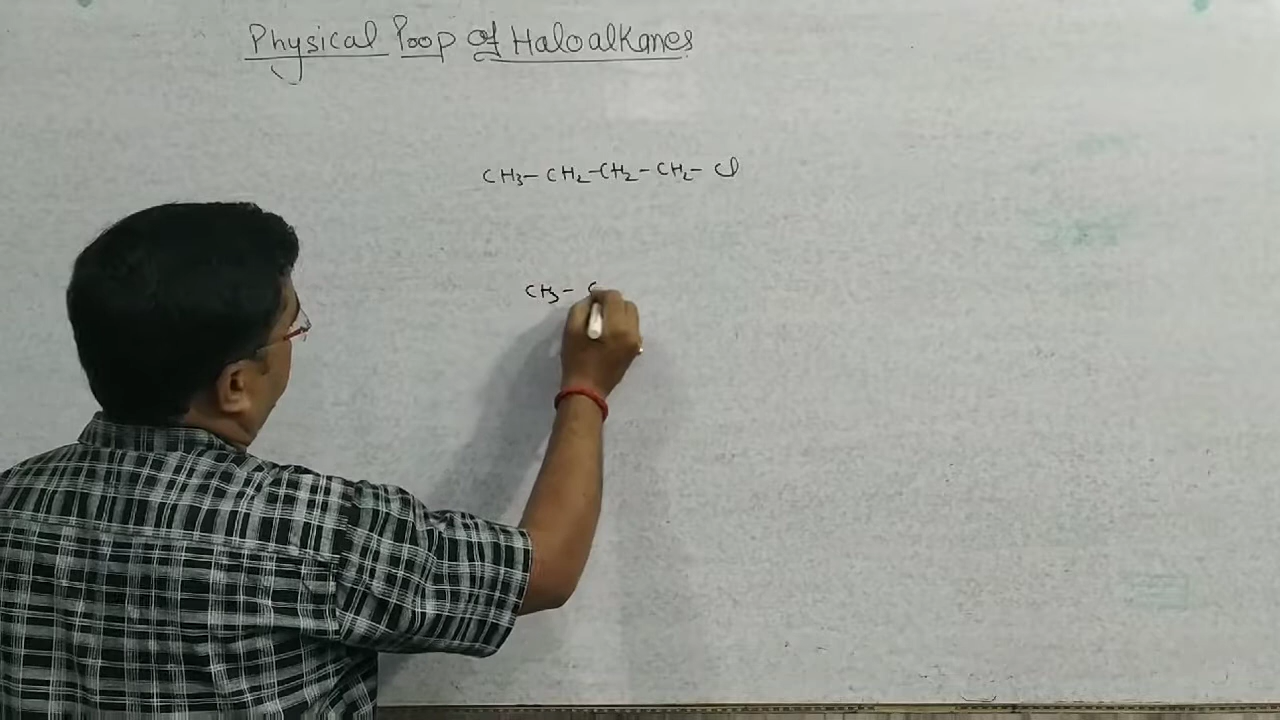 Physical Poop of Haloalkanes
CH3- CH2-CH2- CH2- Cl
CH3- C